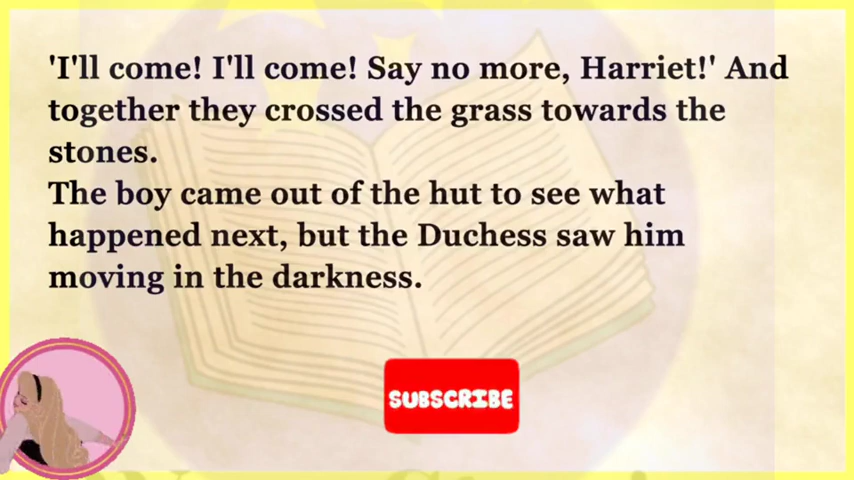 'I'll come! I'll come! Say no more, Harriet!' And
together they crossed the grass towards the
stones.
The boy came out of the hut to see what
happened next, but the Duchess saw him
moving in the darkness.
SUBSCRIBE